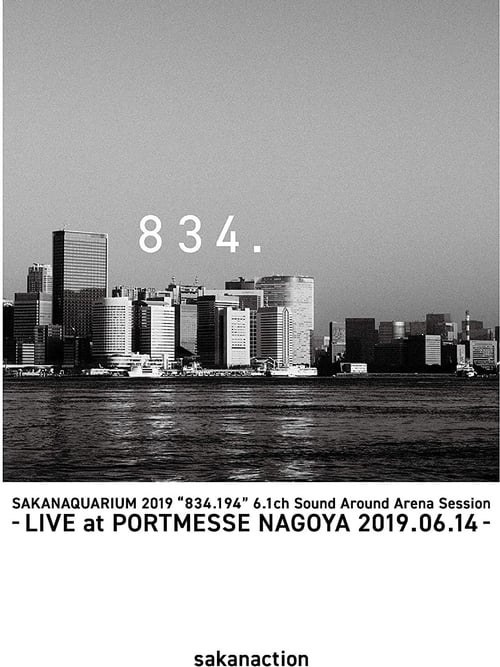 834.
SAKANAQUARIUM 2019 “834.194” 6.1ch Sound Around Arena Session
-LIVE at PORTMESSE NAGOYA 2019.06.14-
sakanaction